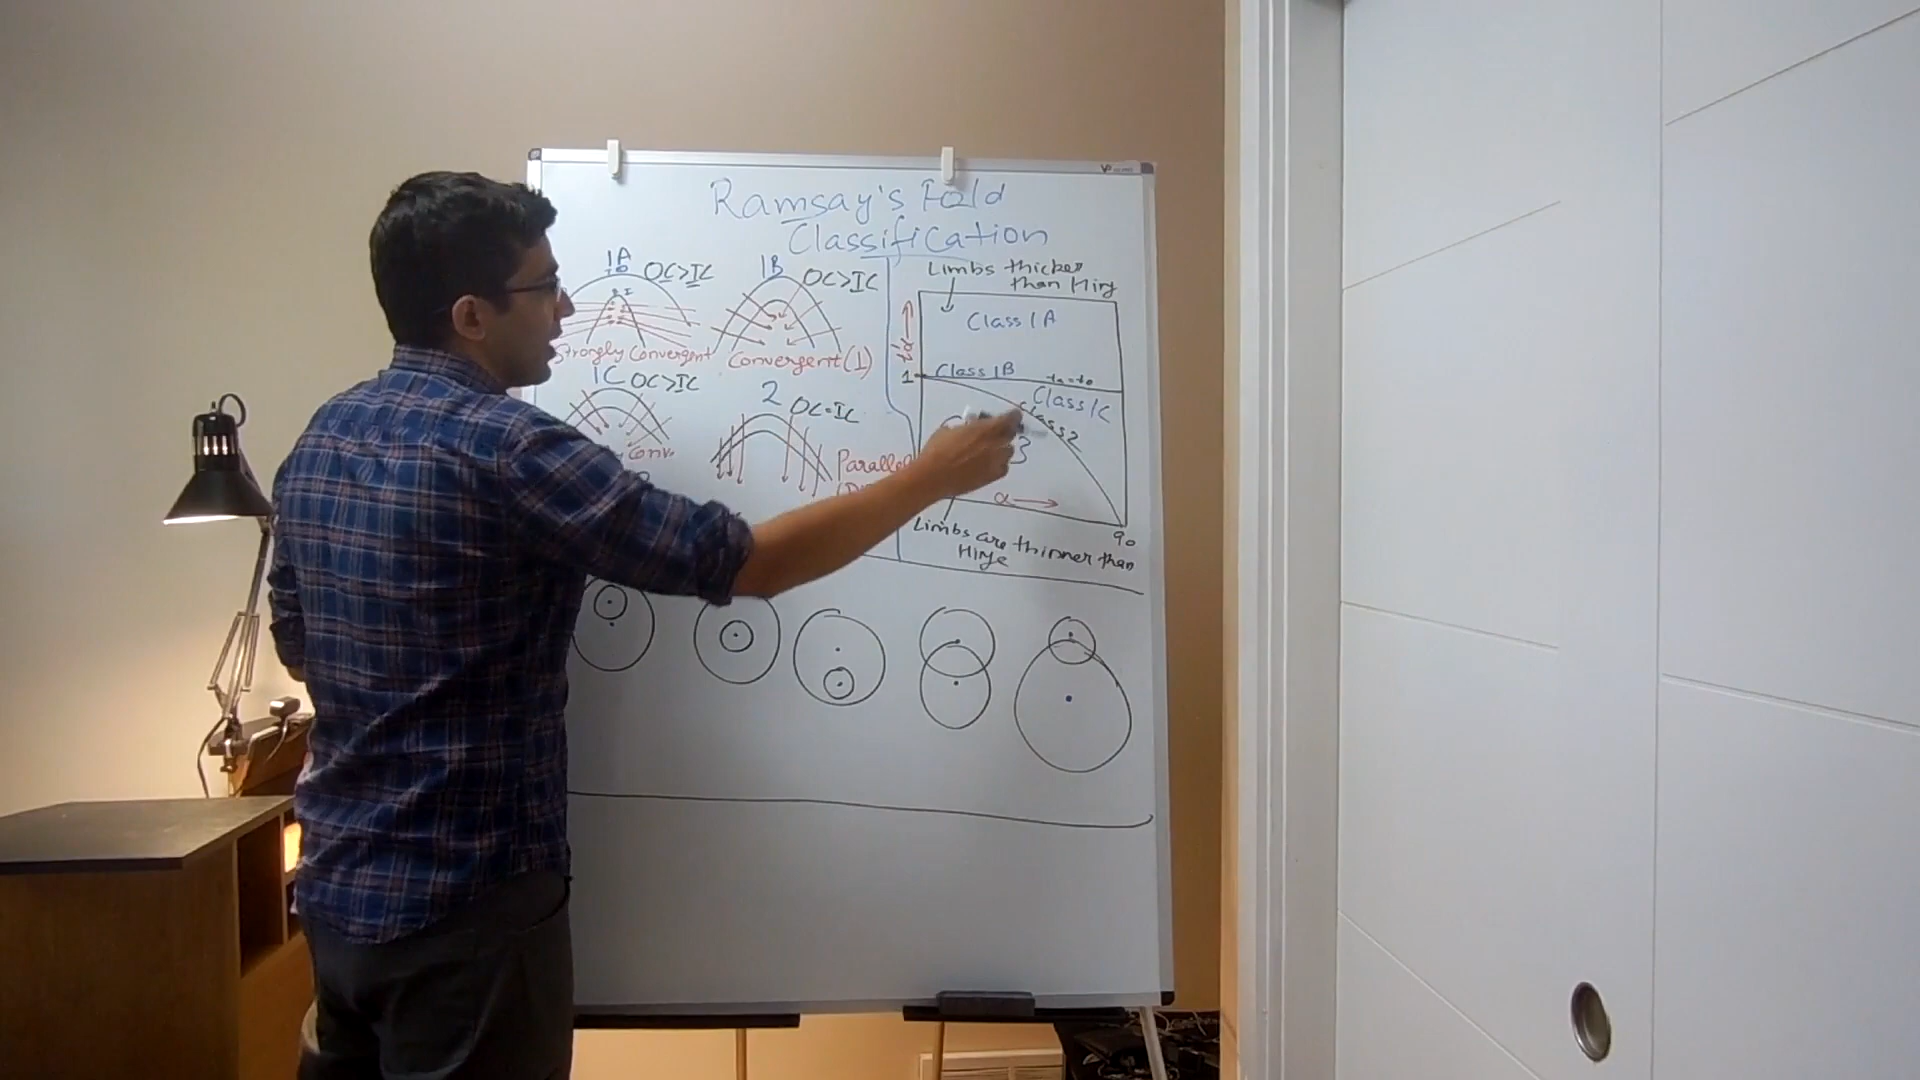 Ramsay's Fold
Classification
1A
OC>IC
Strongly Convergent
1B
OC>IC
Convergent (1)
1C
OC>IC
Conv.
2
OC=IC
Parallel
Limbs thicker
than Hing
Class 1A
1
Class 1B
Class 1C
Class 2
3
α
90
Limbs are thinner than
Hinge